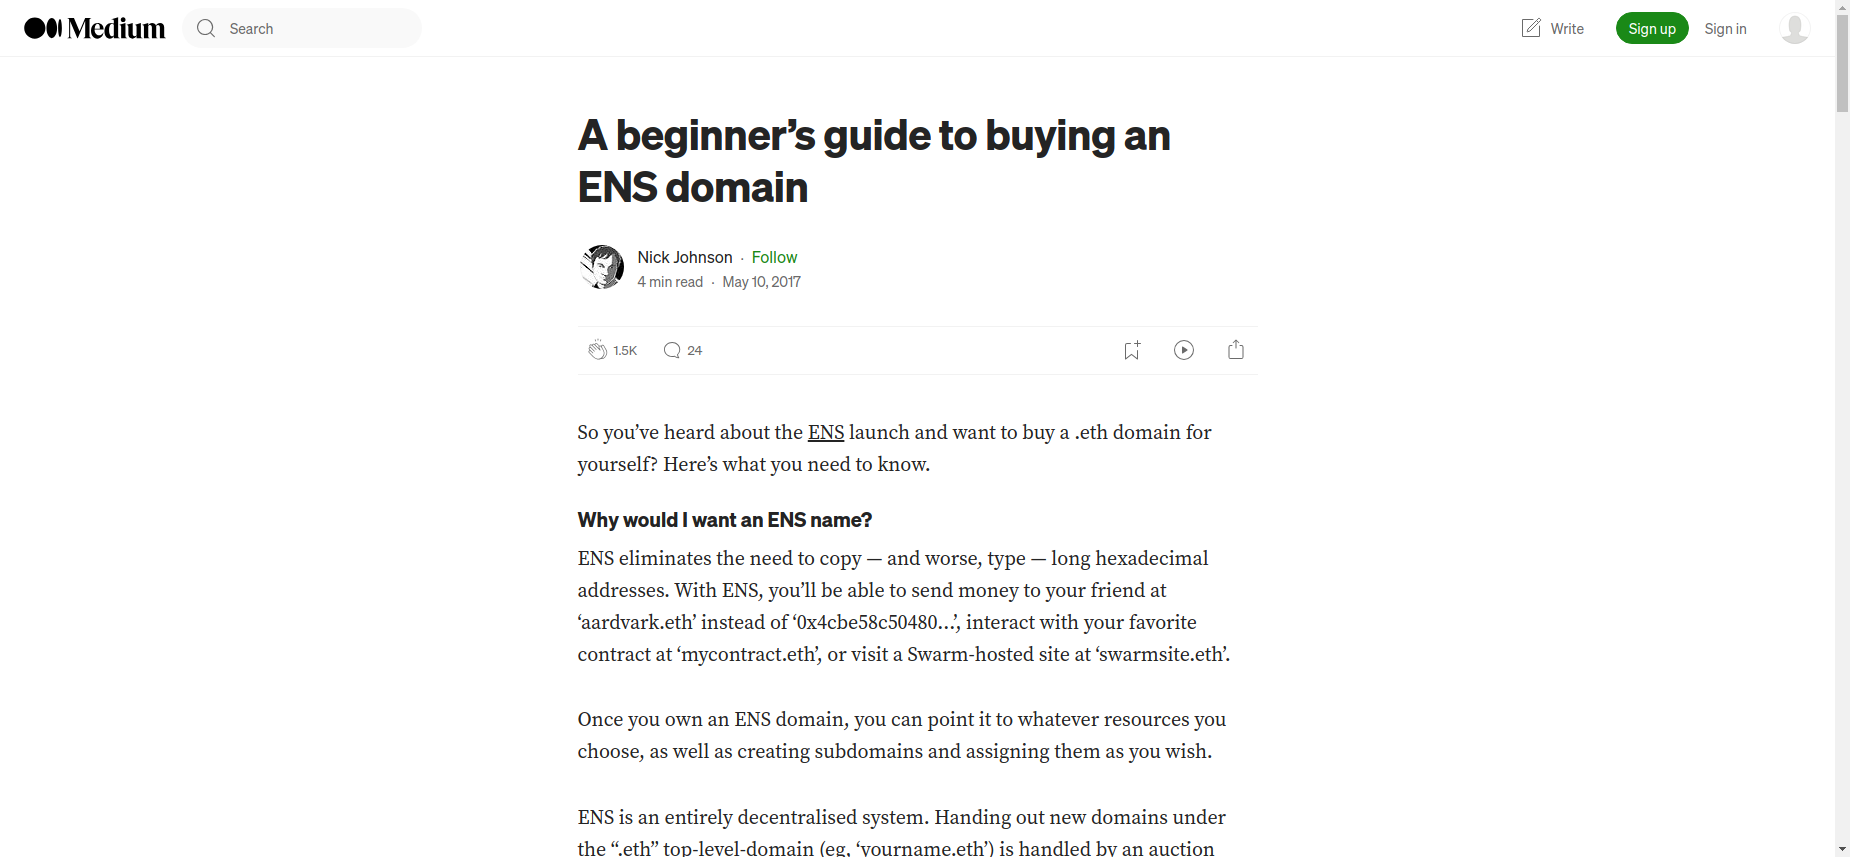 Medium
Search
Write
Sign up
Sign in
A beginner’s guide to buying an
ENS domain
Nick Johnson · Follow
4 min read · May 10, 2017
1.5K
24
So you’ve heard about the ENS launch and want to buy a .eth domain for
yourself? Here’s what you need to know.
Why would I want an ENS name?
ENS eliminates the need to copy — and worse, type — long hexadecimal
addresses. With ENS, you’ll be able to send money to your friend at
‘aardvark.eth’ instead of ‘0x4cbe58c50480…’, interact with your favorite
contract at ‘mycontract.eth’, or visit a Swarm-hosted site at ‘swarmsite.eth’.
Once you own an ENS domain, you can point it to whatever resources you
choose, as well as creating subdomains and assigning them as you wish.
ENS is an entirely decentralised system. Handing out new domains under
the “.eth” top-level-domain (eg, ‘yourname.eth’) is handled by an auction